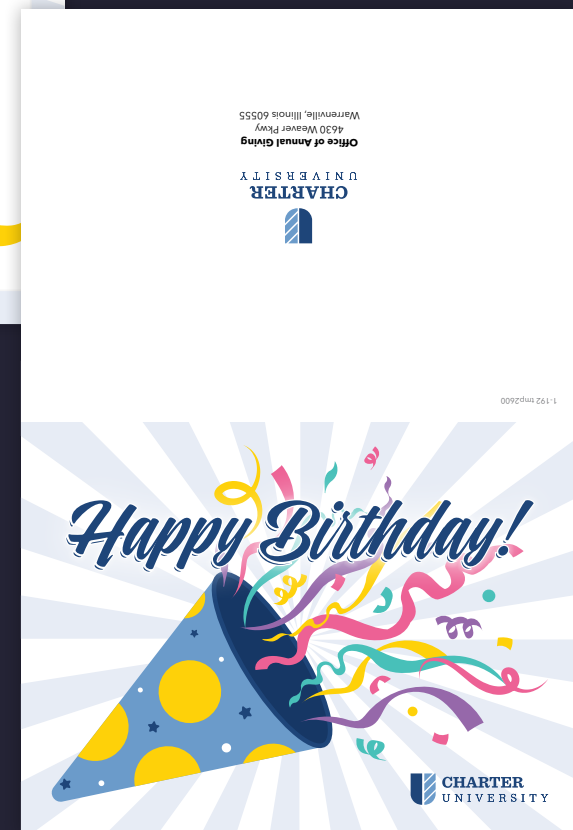 Office of Annual Giving
4630 Weaver Pkwy
Warrenville, Illinois 60555
CHARTER
UNIVERSITY
1-192 tmp2600
Happy Birthday!
CHARTER
UNIVERSITY